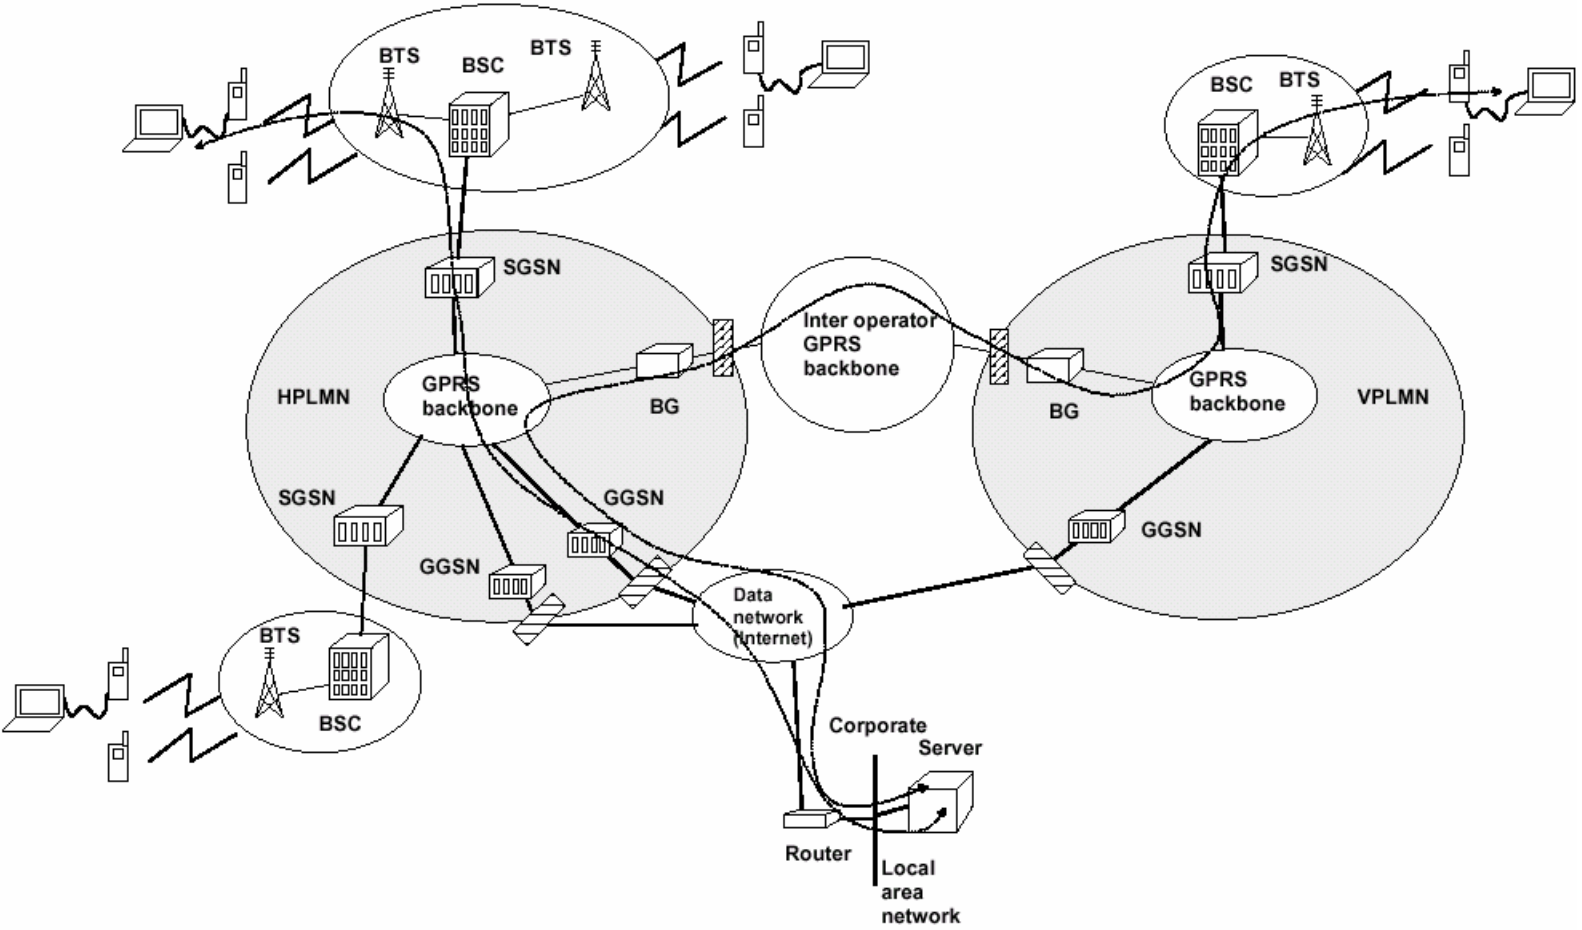 BTS
BSC
BTS
BSC
BTS
SGSN
SGSN
Inter operator
GPRS
backbone
GPRS
backbone
GPRS
backbone
HPLMN
VPLMN
BG
BG
SGSN
GGSN
GGSN
GGSN
Data
network
(Internet)
BTS
BSC
Corporate
Server
Router
Local
area
network